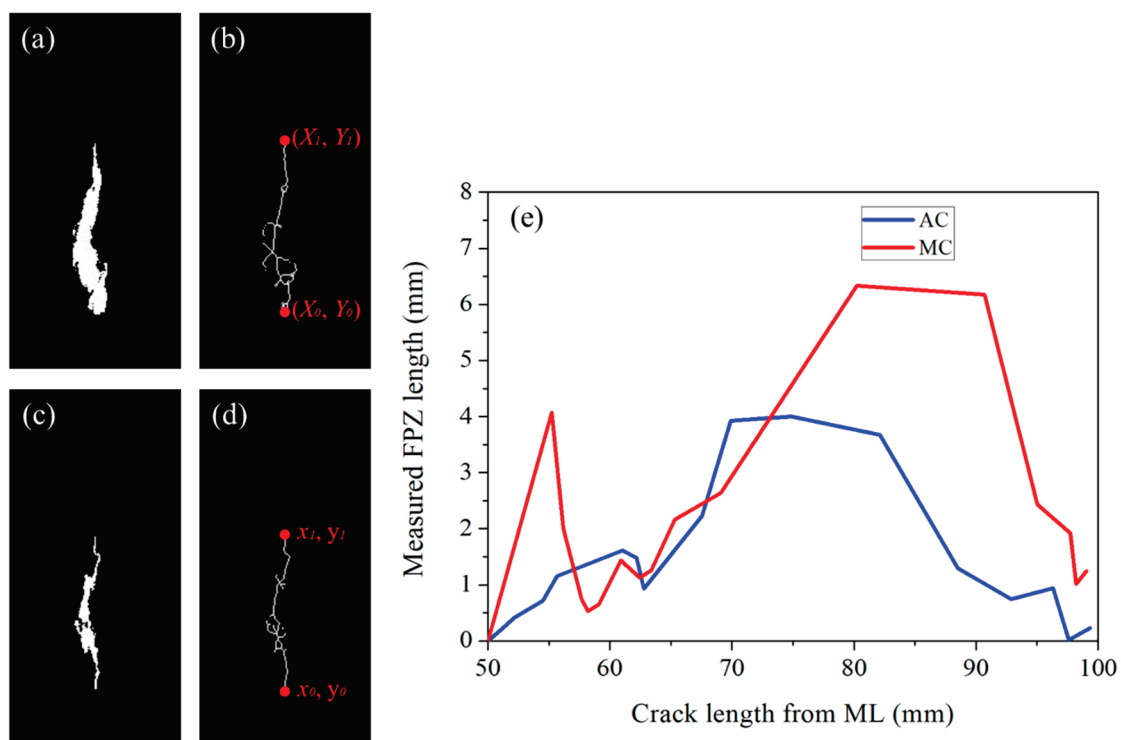 (a)
(b)
(X1, Y1)
(X0, Y0)
(c)
(d)
x1, y1
x0, y0
(e)
AC
MC
8
7
6
5
4
3
2
1
0
50
60
70
80
90
100
Measured FPZ length (mm)
Crack length from ML (mm)